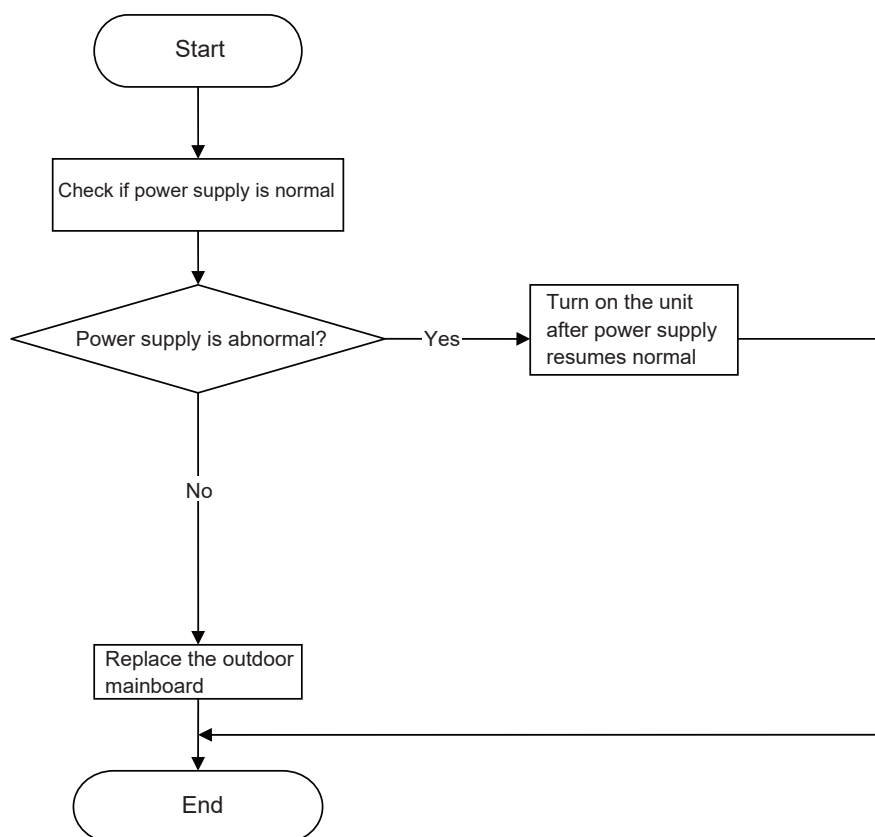 Start
Check if power supply is normal
Power supply is abnormal?
Yes
Turn on the unit
after power supply
resumes normal
No
Replace the outdoor
mainboard
End